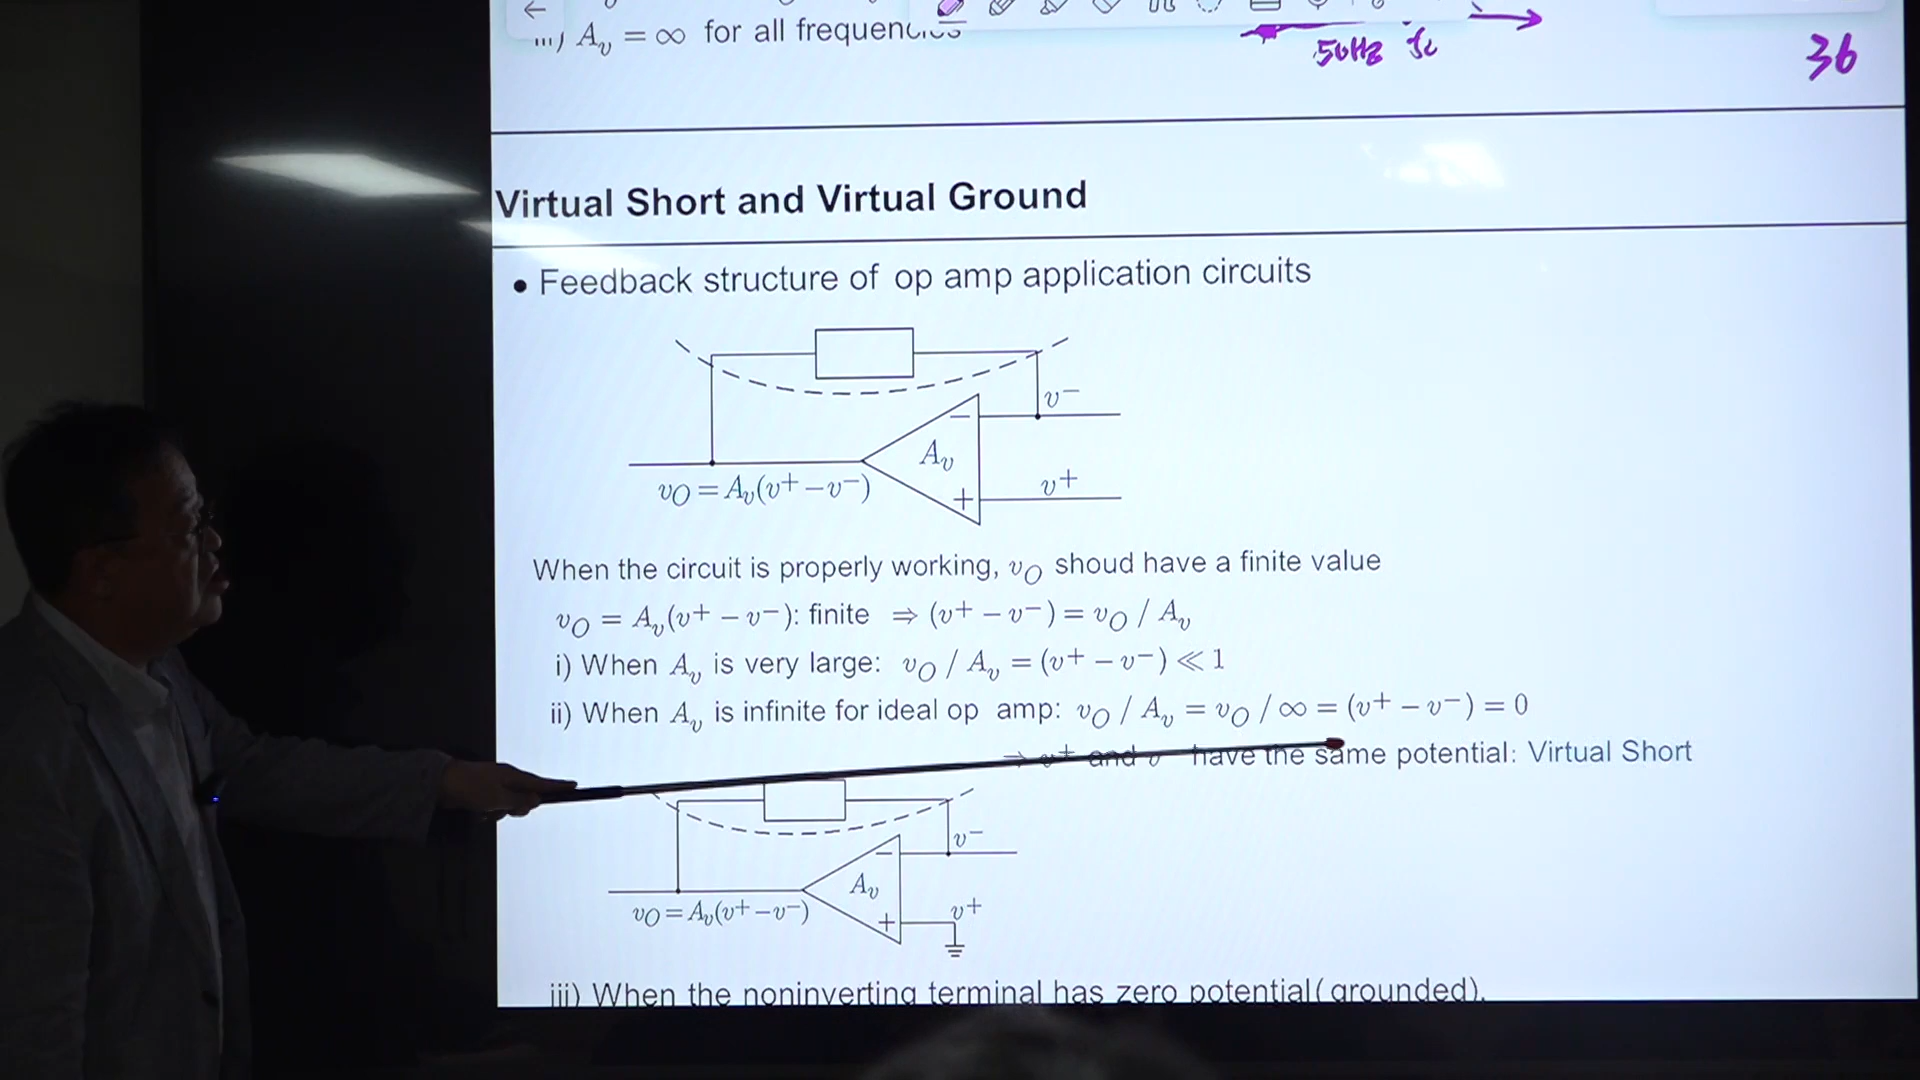 A_v = ∞ for all frequencies
50Hz
36
Virtual Short and Virtual Ground
• Feedback structure of op amp application circuits
v⁻
−
A_v
v⁺
+
v_O = A_v(v⁺ − v⁻)
When the circuit is properly working, v_O shoud have a finite value
v_O = A_v(v⁺ − v⁻): finite ⇒ (v⁺ − v⁻) = v_O / A_v
i) When A_v is very large: v_O / A_v = (v⁺ − v⁻) ≪ 1
ii) When A_v is infinite for ideal op amp: v_O / A_v = v_O / ∞ = (v⁺ − v⁻) = 0
⇒ v⁺ and v⁻ have the same potential: Virtual Short
v⁻
−
A_v
v⁺
+
v_O = A_v(v⁺ − v⁻)
iii) When the noninverting terminal has zero potential(grounded),